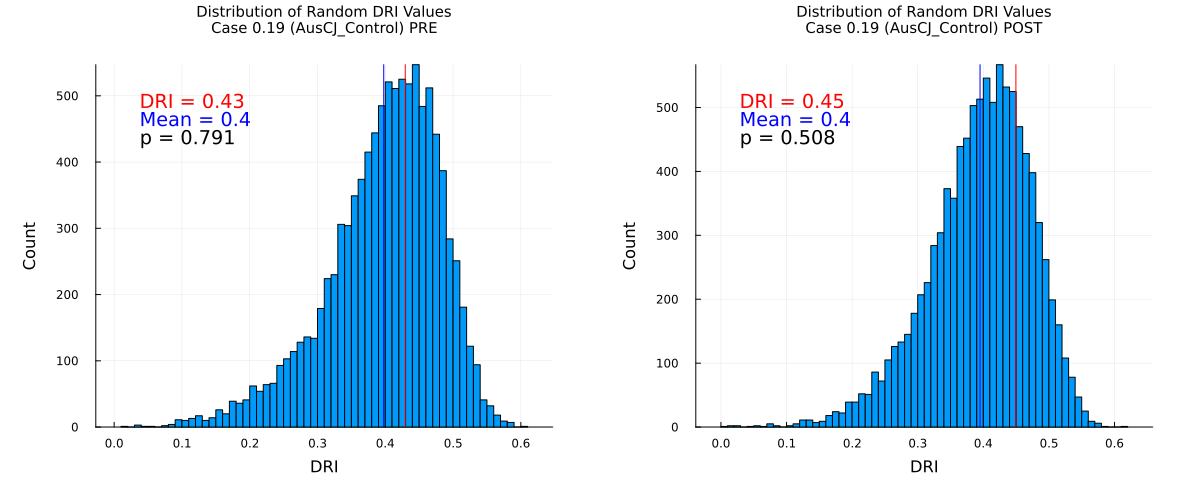 Distribution of Random DRI Values
Case 0.19 (AusCJ_Control) PRE
DRI = 0.43
Mean = 0.4
p = 0.791
Count
500
400
300
200
100
0
0.0 0.1 0.2 0.3 0.4 0.5 0.6
DRI
Distribution of Random DRI Values
Case 0.19 (AusCJ_Control) POST
DRI = 0.45
Mean = 0.4
p = 0.508
Count
500
400
300
200
100
0
0.0 0.1 0.2 0.3 0.4 0.5 0.6
DRI